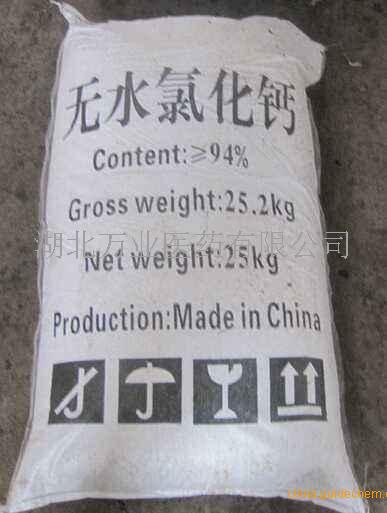 无水氯化钙
Content:≥94%
Gross weight:25.2kg
湖北万业医药有限公司
Net weight:25kg
Production:Made in China